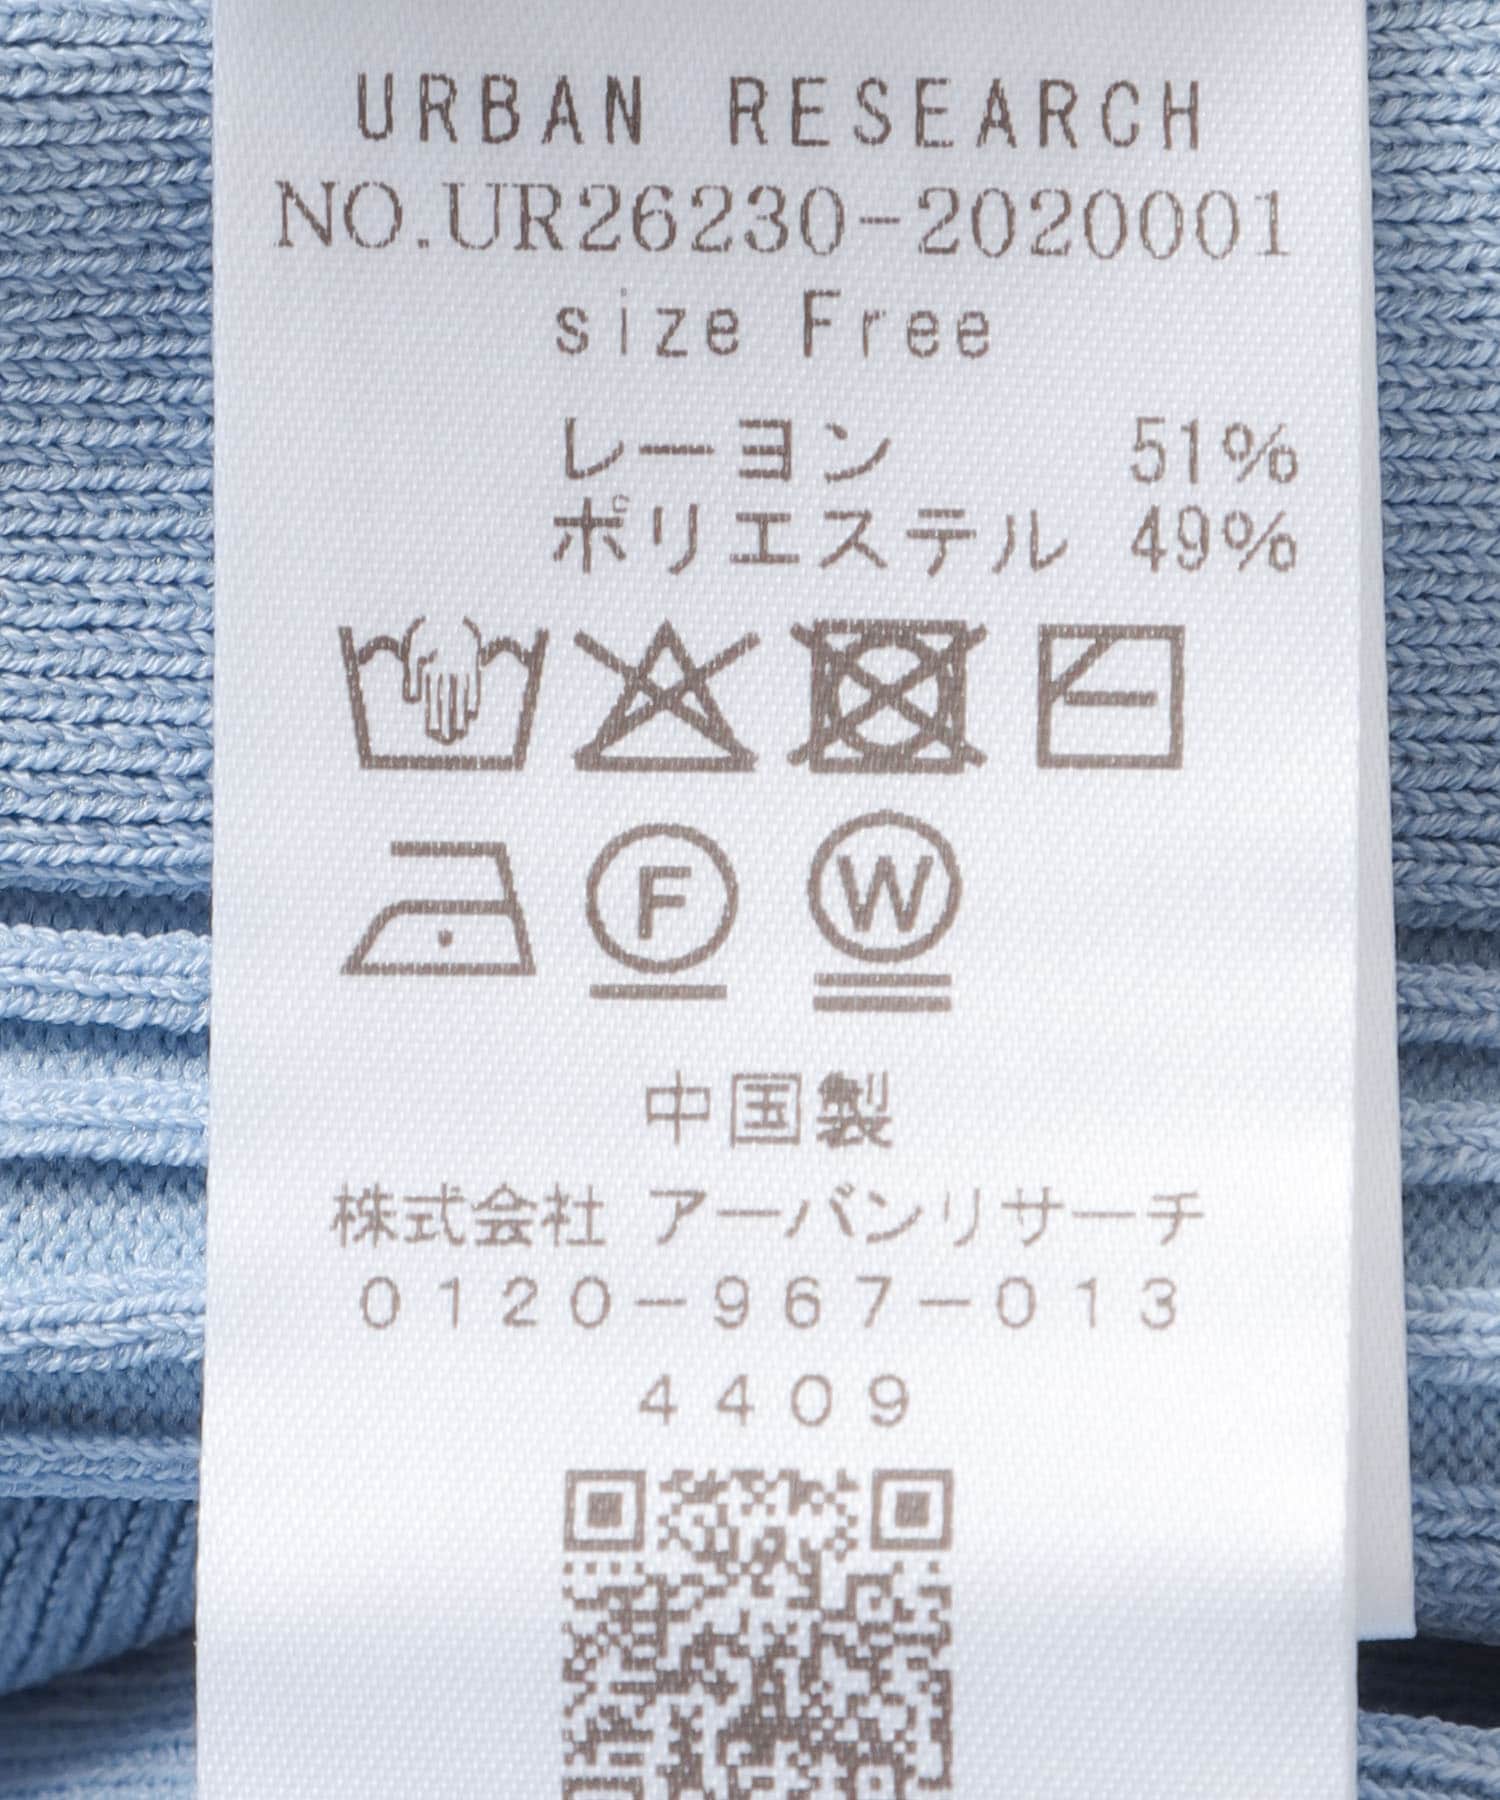 URBAN RESEARCH
NO.UR26230-2020001
size Free
レーヨン 51%
ポリエステル 49%
F W
中国製
株式会社 アーバンリサーチ
0120-967-013
4409